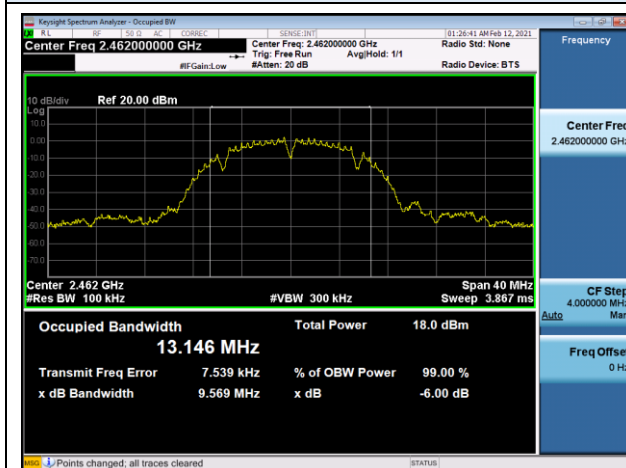 Keysight Spectrum Analyzer - Occupied BW
RL RF 50 Ω AC CORREC SENSE:INT 01:26:41 AM Feb 12, 2021
Center Freq 2.462000000 GHz Center Freq: 2.462000000 GHz Radio Std: None Frequency
Trig: Free Run Avg|Hold: 1/1
#IFGain:Low #Atten: 20 dB Radio Device: BTS
10 dB/div Ref 20.00 dBm
Log
10.0
0.00
-10.0
-20.0
-30.0
-40.0
-50.0
-60.0
-70.0
Center Freq
2.462000000 GHz
Center 2.462 GHz Span 40 MHz
#Res BW 100 kHz #VBW 300 kHz Sweep 3.867 ms
CF Step
4.000000 MHz
Auto Man
Occupied Bandwidth Total Power 18.0 dBm
13.146 MHz
Transmit Freq Error 7.539 kHz % of OBW Power 99.00 %
x dB Bandwidth 9.569 MHz x dB -6.00 dB
Freq Offset
0 Hz
MSG Points changed; all traces cleared STATUS